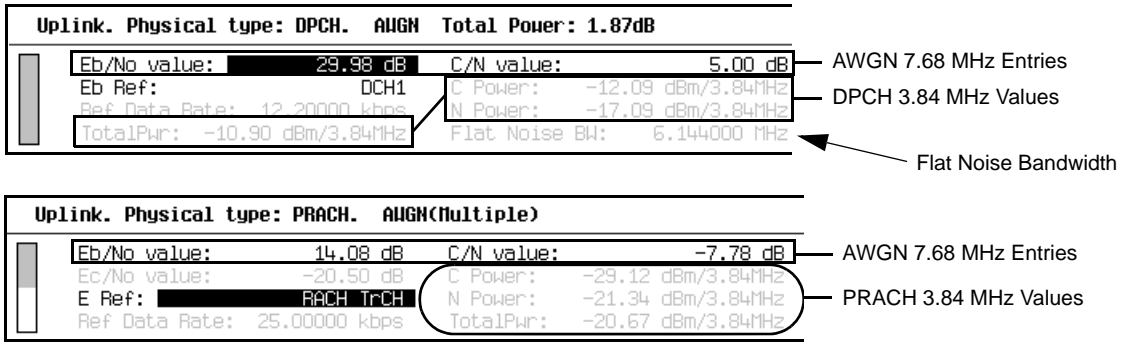 Uplink. Physical type: DPCH. AWGN Total Power: 1.87dB
Eb/No value: 29.98 dB C/N value: 5.00 dB
AWGN 7.68 MHz Entries
Eb Ref: DCH1 C Power: -12.09 dBm/3.84MHz
DPCH 3.84 MHz Values
Ref Data Rate: 12.20000 kbps N Power: -17.09 dBm/3.84MHz
TotalPwr: -10.90 dBm/3.84MHz Flat Noise BW: 6.144000 MHz
Flat Noise Bandwidth
Uplink. Physical type: PRACH. AWGN(Multiple)
Eb/No value: 14.08 dB C/N value: -7.78 dB
AWGN 7.68 MHz Entries
Ec/No value: -20.50 dB C Power: -29.12 dBm/3.84MHz
E Ref: RACH TrCH N Power: -21.34 dBm/3.84MHz
PRACH 3.84 MHz Values
Ref Data Rate: 25.00000 kbps TotalPwr: -20.67 dBm/3.84MHz